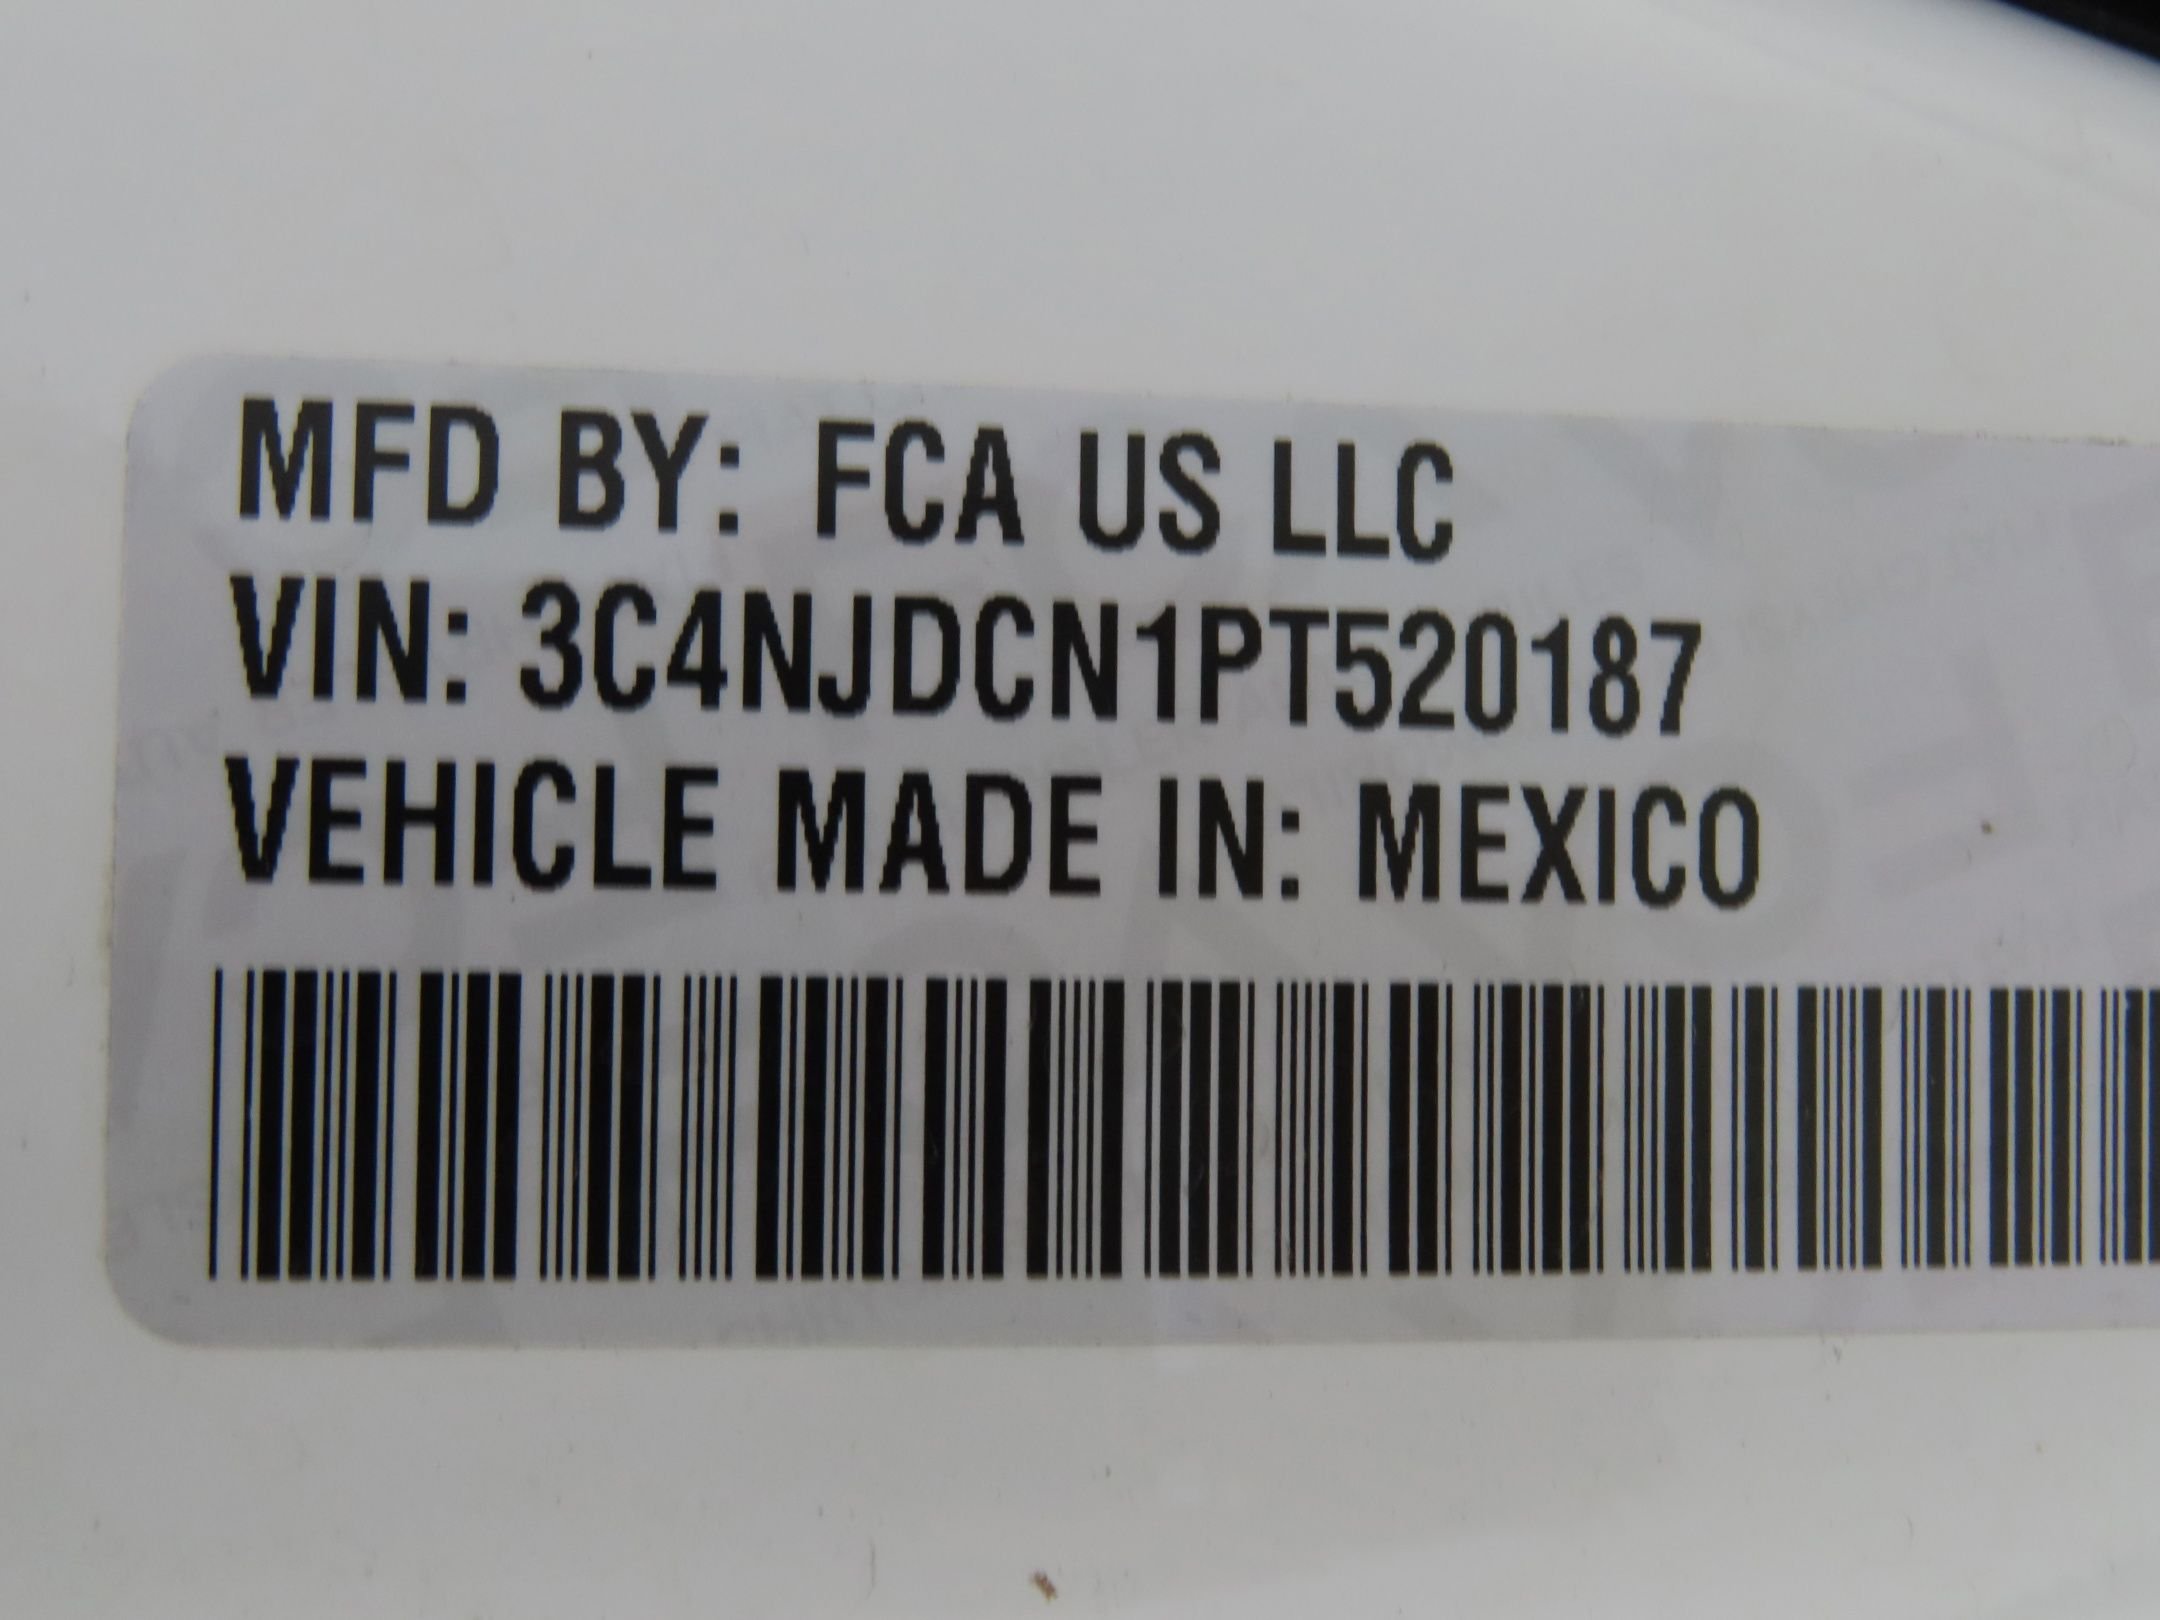 MFD BY: FCA US LLC
VIN: 3C4NJDCN1PT520187
VEHICLE MADE IN: MEXICO